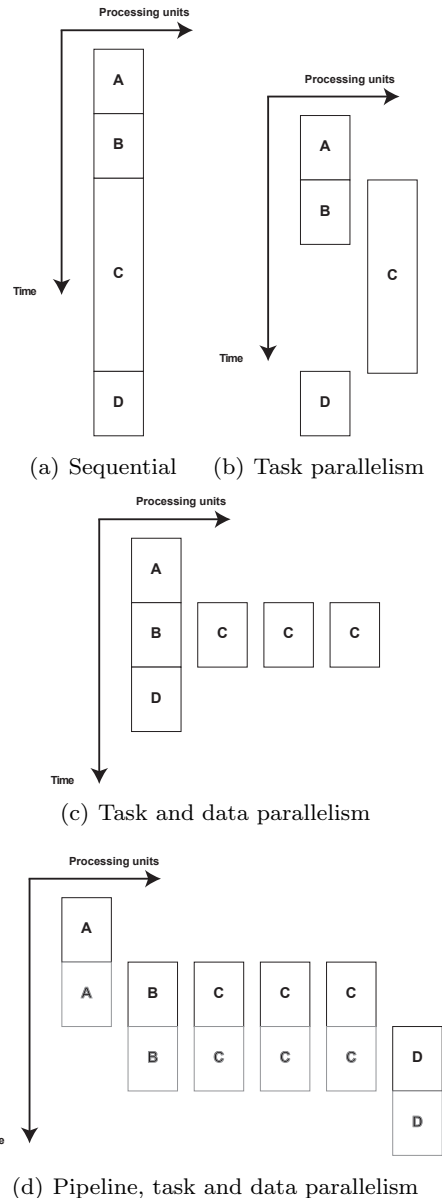 Processing units
A
B
C
Time
D
(a) Sequential
Processing units
A
B
C
Time
D
(b) Task parallelism
Processing units
A
B C C C
D
Time
(c) Task and data parallelism
Processing units
A
A B C C C
B C C C D
D
(d) Pipeline, task and data parallelism